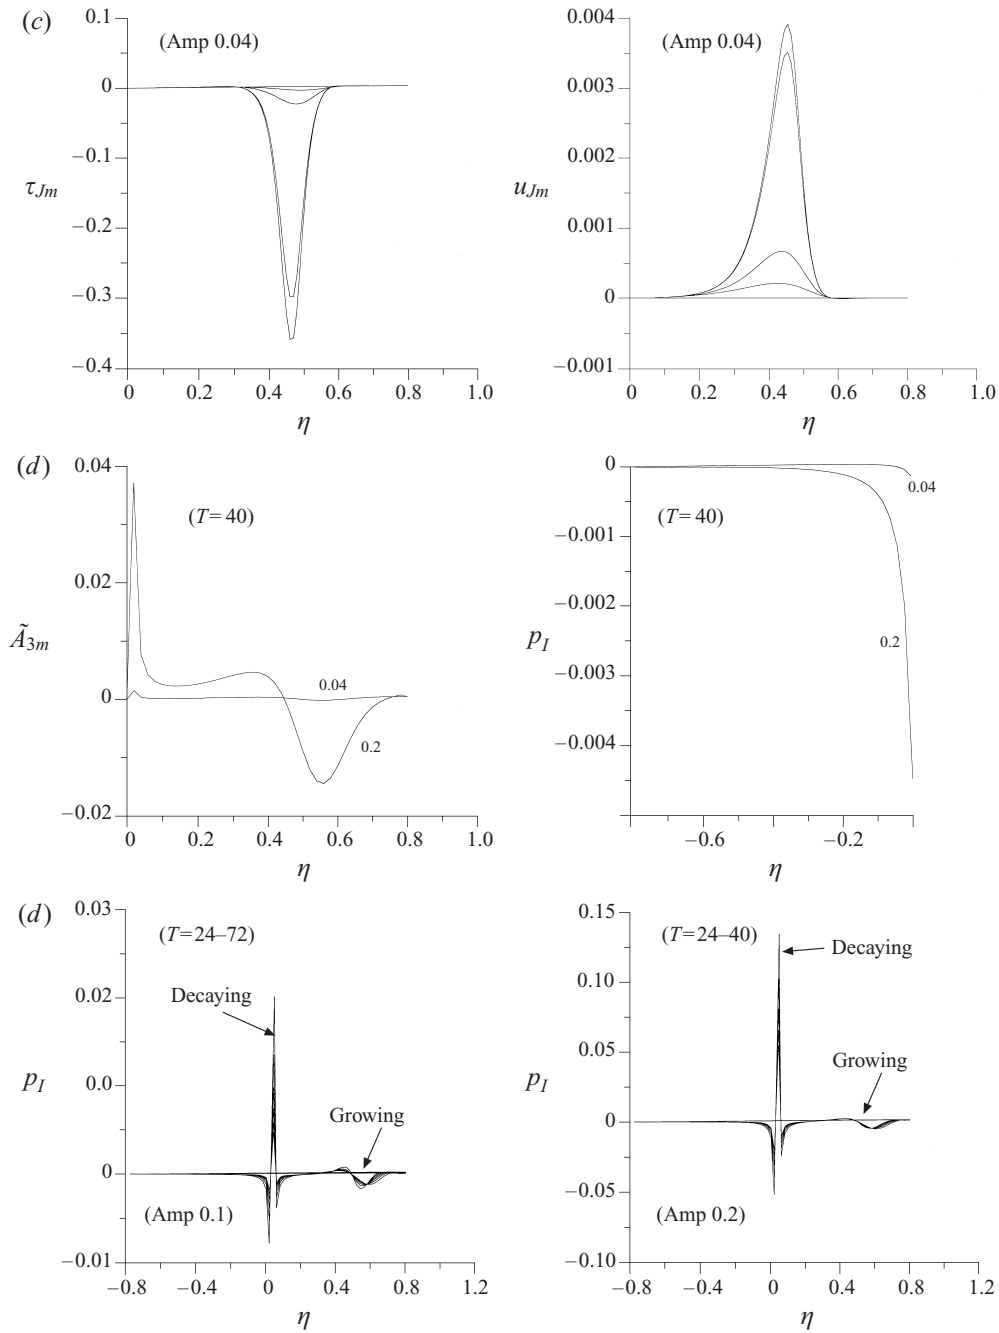 (c)
0.1
(Amp 0.04)
0
−0.1
τJm
−0.2
−0.3
−0.4
0
0.2
0.4
0.6
0.8
1.0
η
0.004
(Amp 0.04)
0.003
0.002
uJm
0.001
0
−0.001
0
0.2
0.4
0.6
0.8
1.0
η
(d)
0.04
(T = 40)
0.02
Ã3m
0.04
0
0.2
−0.02
0
0.2
0.4
0.6
0.8
1.0
η
0
0.04
(T = 40)
−0.001
−0.002
pI
0.2
−0.003
−0.004
−0.6
−0.2
η
(d)
0.03
(T = 24–72)
Decaying
0.02
pI
0.0
Growing
0
(Amp 0.1)
−0.01
−0.8
−0.4
0
0.4
0.8
1.2
η
0.15
(T = 24–40)
Decaying
0.10
0.05
Growing
pI
0
−0.05
(Amp 0.2)
−0.10
−0.8
−0.4
0
0.4
0.8
1.2
η